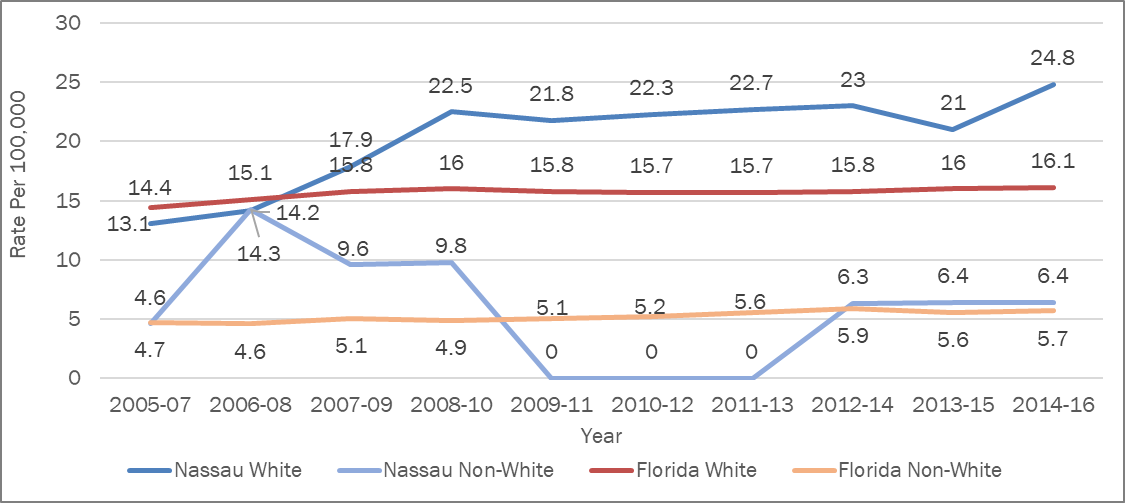 30
24.8
25
22.5 21.8 22.3 22.7 23
21
20
17.9
15.1 15.8 16 15.8 15.7 15.7 15.8 16 16.1
14.4
15
13.1 14.2
14.3
10
9.6 9.8
6.3 6.4 6.4
4.6 5.1 5.2 5.6
5
4.7 4.6 5.1 4.9 0 0 0 5.9 5.6 5.7
0
2005-07 2006-08 2007-09 2008-10 2009-11 2010-12 2011-13 2012-14 2013-15 2014-16
Rate Per 100,000
Year
Nassau White Nassau Non-White Florida White Florida Non-White